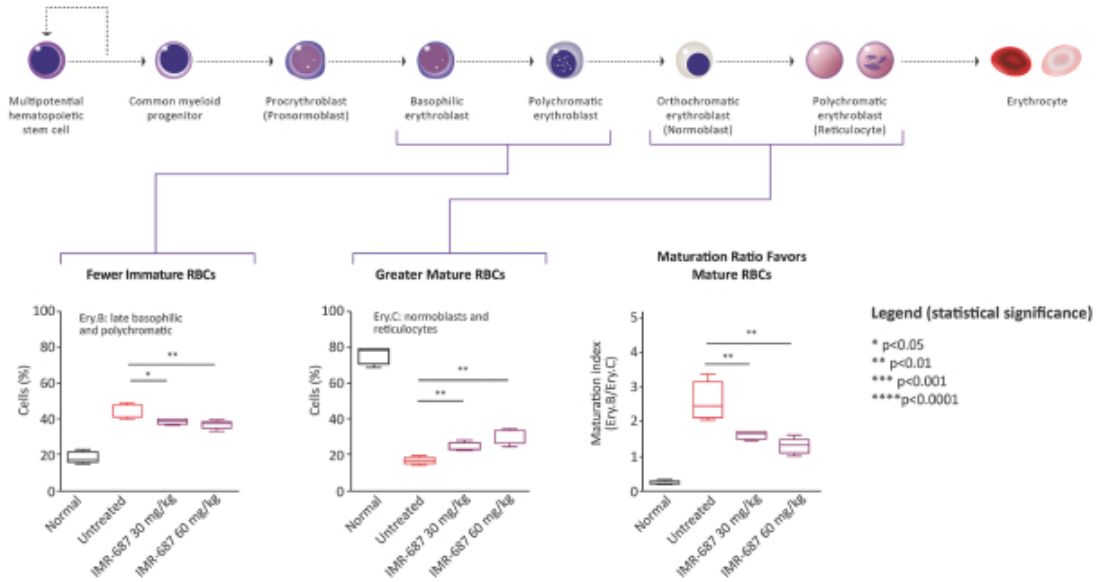 Multipotential
hematopoietic
stem cell
Common myeloid
progenitor
Procrythroblast
(Pronormoblast)
Basophilic
erythroblast
Polychromatic
erythroblast
Orthochromatic
erythroblast
(Normoblast)
Polychromatic
erythroblast
(Reticulocyte)
Erythrocyte
Fewer Immature RBCs
Ery.B: late basophilic
and polychromatic
Cells (%)
100
80
60
40
20
0
*
**
Normal
Untreated
IMR-687 30 mg/kg
IMR-687 60 mg/kg
Greater Mature RBCs
Ery.C: normoblasts and
reticulocytes
Cells (%)
100
80
60
40
20
0
**
**
Normal
Untreated
IMR-687 30 mg/kg
IMR-687 60 mg/kg
Maturation Ratio Favors
Mature RBCs
Maturation index
(Ery.B/Ery.C)
5
4
3
2
1
0
**
**
Normal
Untreated
IMR-687 30 mg/kg
IMR-687 60 mg/kg
Legend (statistical significance)
* p<0.05
** p<0.01
*** p<0.001
****p<0.0001